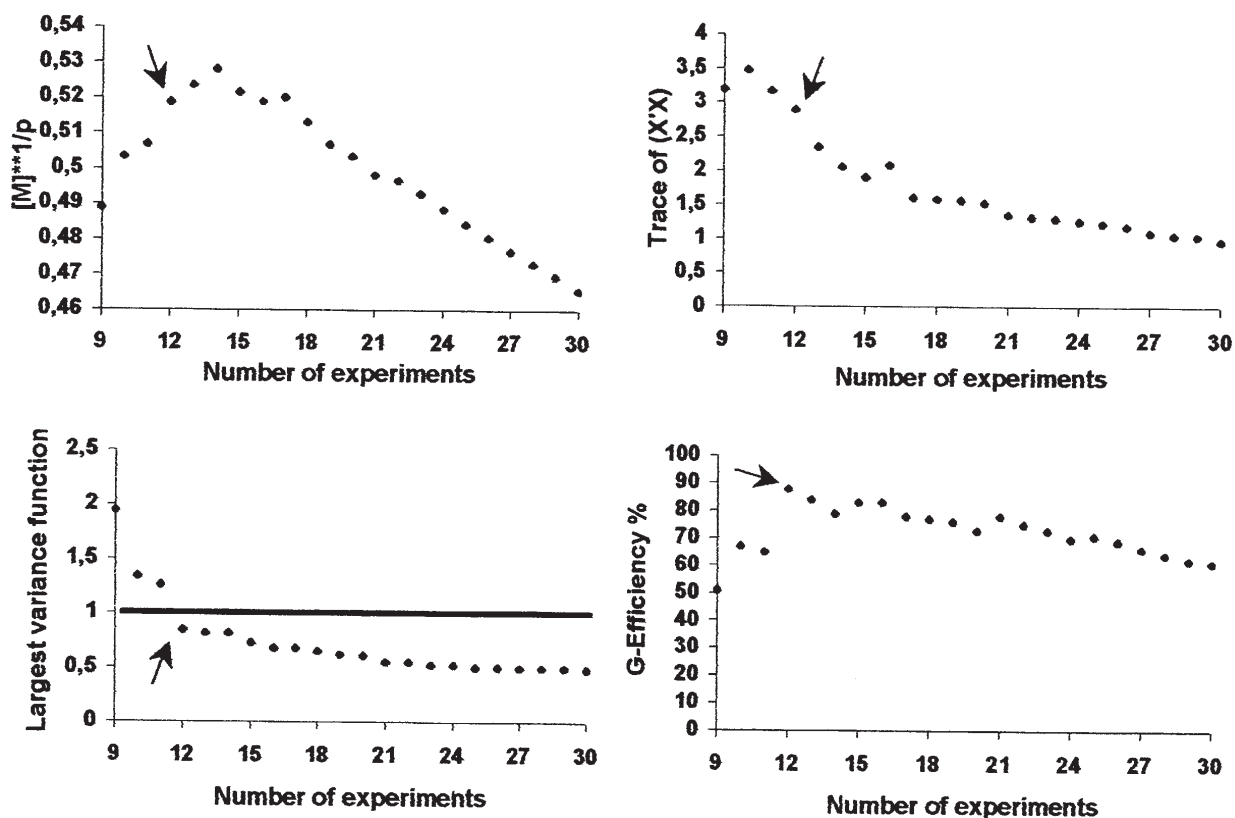 [M]**1/p
0,54
0,53
0,52
0,51
0,5
0,49
0,48
0,47
0,46
9 12 15 18 21 24 27 30
Number of experiments
Trace of (X'X)
4
3,5
3
2,5
2
1,5
1
0,5
0
9 12 15 18 21 24 27 30
Number of experiments
Largest variance function
2,5
2
1,5
1
0,5
0
9 12 15 18 21 24 27 30
Number of experiments
G-Efficiency %
100
90
80
70
60
50
40
30
20
10
0
9 12 15 18 21 24 27 30
Number of experiments